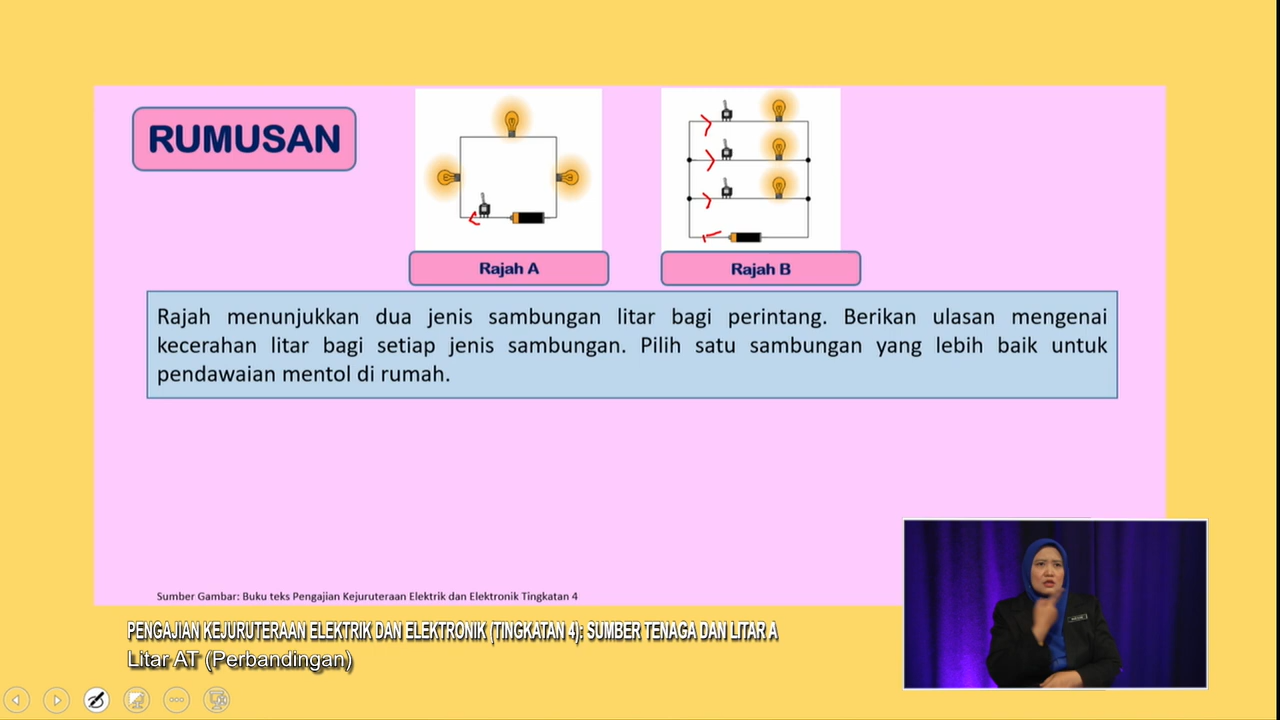 RUMUSAN
Rajah A
Rajah B
Rajah menunjukkan dua jenis sambungan litar bagi perintang. Berikan ulasan mengenai
kecerahan litar bagi setiap jenis sambungan. Pilih satu sambungan yang lebih baik untuk
pendawaian mentol di rumah.
Sumber Gambar: Buku teks Pengajian Kejuruteraan Elektrik dan Elektronik Tingkatan 4
PENGAJIAN KEJURUTERAAN ELEKTRIK DAN ELEKTRONIK (TINGKATAN 4): SUMBER TENAGA DAN LITAR A
Litar AT (Perbandingan)